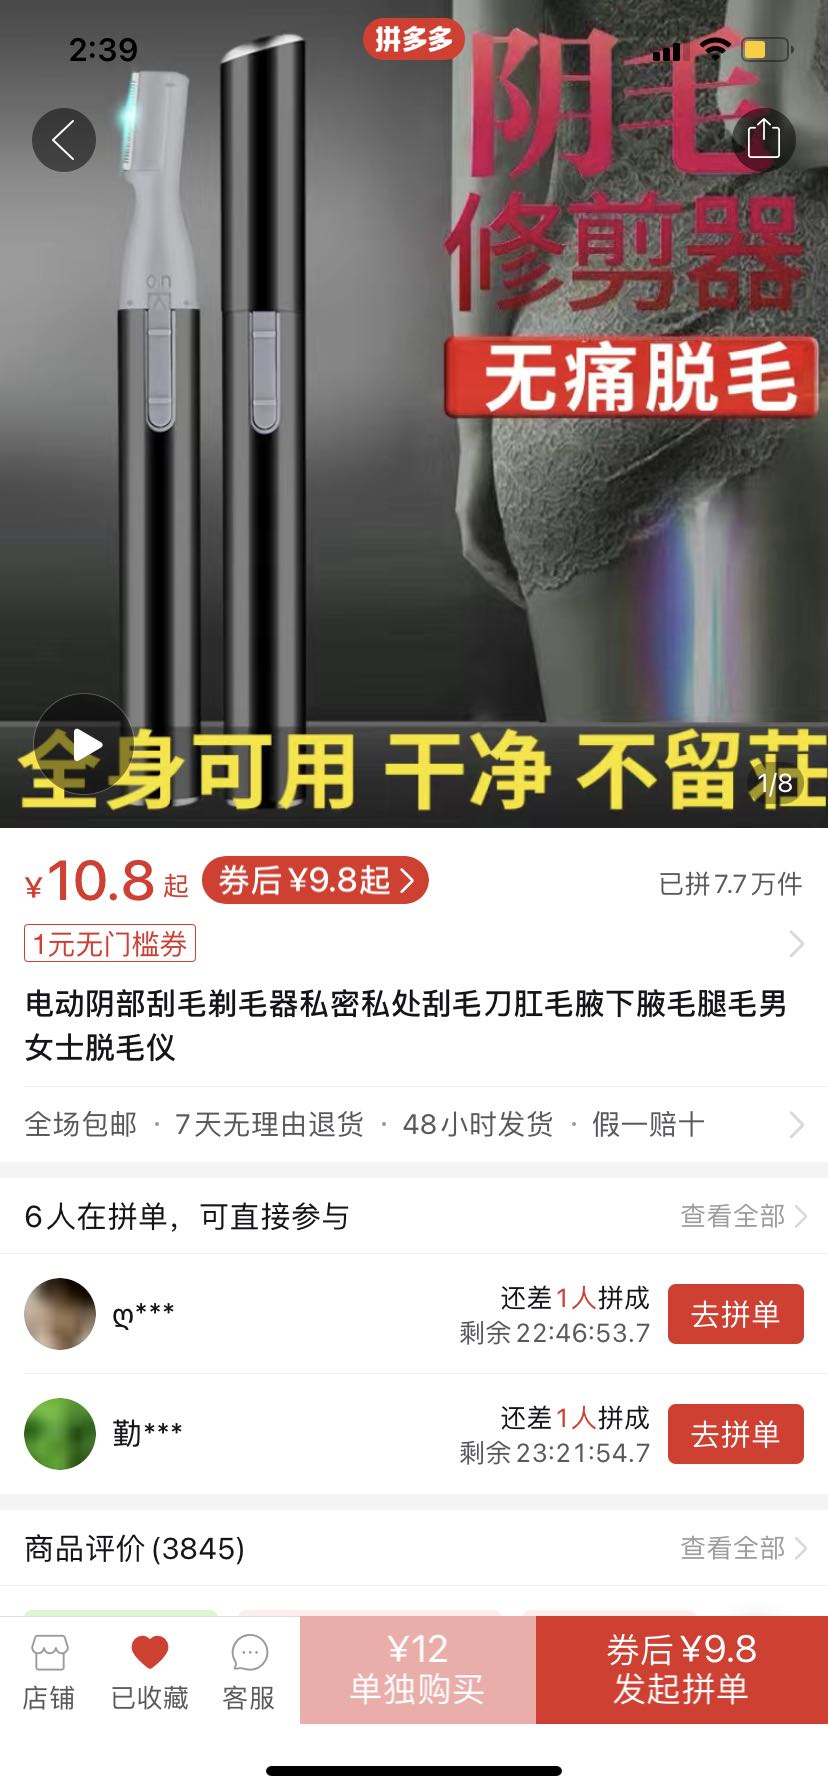 2:39
拼多多
阴毛
修剪器
无痛脱毛
on
全身可用 干净 不留茬
1/8
¥10.8起 券后¥9.8起
已拼7.7万件
1元无门槛券
电动阴部刮毛剃毛器私密私处刮毛刀肛毛腋下腋毛腿毛男
女士脱毛仪
全场包邮 · 7天无理由退货 · 48小时发货 · 假一赔十
6人在拼单，可直接参与
查看全部
ღ***
还差1人拼成
剩余22:46:53.7
去拼单
勤***
还差1人拼成
剩余23:21:54.7
去拼单
商品评价(3845)
查看全部
店铺
已收藏
客服
¥12
单独购买
券后¥9.8
发起拼单